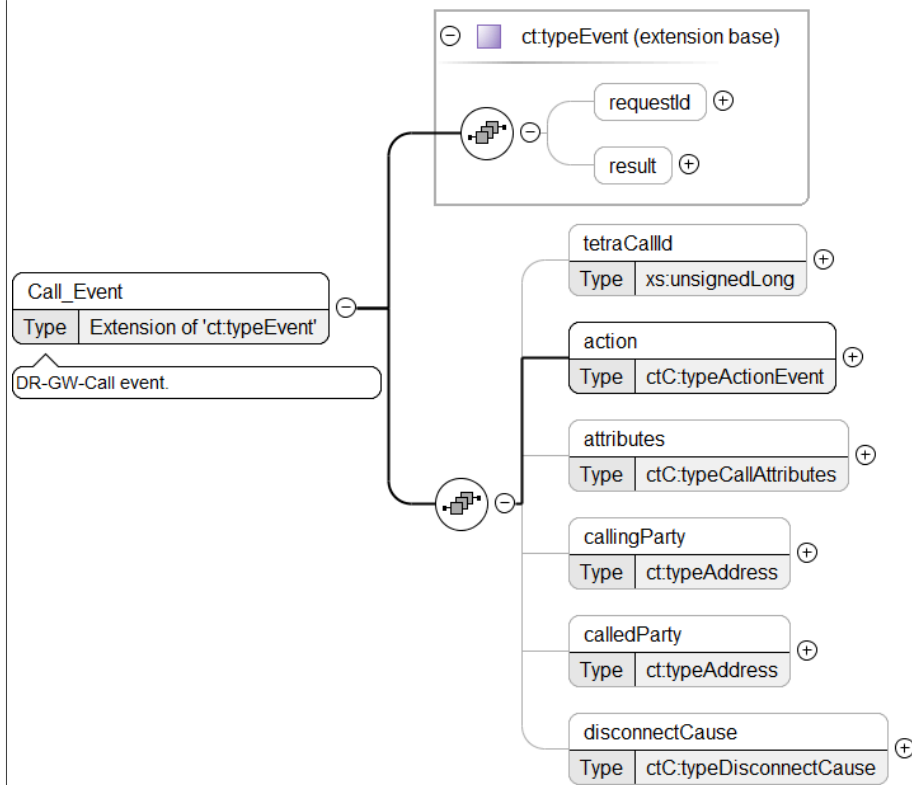 ct:typeEvent (extension base)
requestId
result
tetraCallId
Type xs:unsignedLong
Call_Event
Type Extension of 'ct:typeEvent'
DR-GW-Call event.
action
Type ctC:typeActionEvent
attributes
Type ctC:typeCallAttributes
callingParty
Type ct:typeAddress
calledParty
Type ct:typeAddress
disconnectCause
Type ctC:typeDisconnectCause